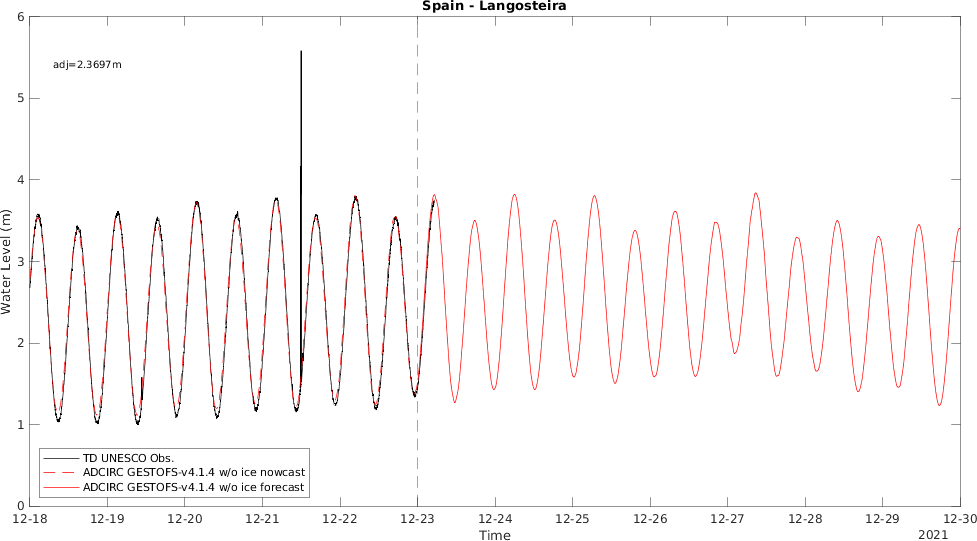 Spain - Langosteira
6
adj=2.3697m
5
4
3
2
1
0
Water Level (m)
TD UNESCO Obs.
ADCIRC GESTOFS-v4.1.4 w/o ice nowcast
ADCIRC GESTOFS-v4.1.4 w/o ice forecast
12-18 12-19 12-20 12-21 12-22 12-23 12-24 12-25 12-26 12-27 12-28 12-29 12-30
Time
2021